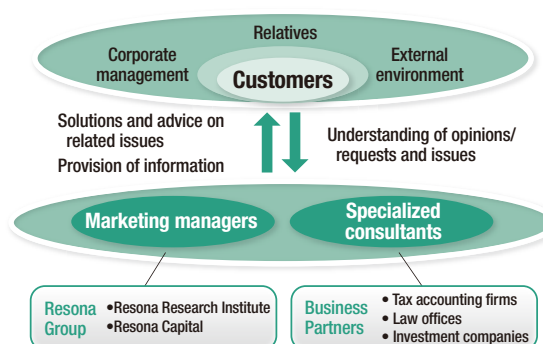 Relatives
Corporate
management
External
environment
Customers
Solutions and advice on
related issues
Provision of information
Understanding of opinions/
requests and issues
Marketing managers
Specialized
consultants
Resona
Group
•Resona Research Institute
•Resona Capital
Business
Partners
• Tax accounting firms
• Law offices
• Investment companies